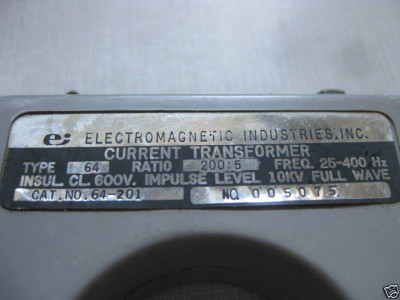 ei ELECTROMAGNETIC INDUSTRIES, INC.
CURRENT TRANSFORMER
TYPE 64 RATIO 200:5 FREQ. 25-400 Hz
INSUL. CL. 600V. IMPULSE LEVEL 10KV FULL WAVE
CAT. NO. 64-201 NO 005075